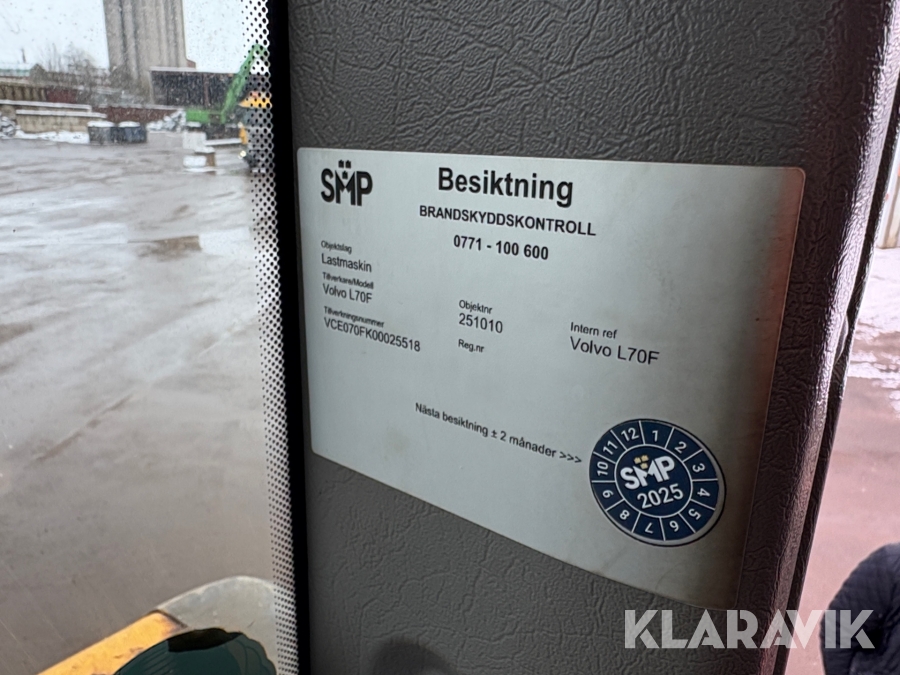 SMP
Besiktning
BRANDSKYDDSKONTROLL
0771 - 100 600
Objektslag
Lastmaskin
Tillverkare/Modell
Volvo L70F
Tillverkningsnummer
VCE070FK00025518
Objektnr
251010
Reg.nr
Intern ref
Volvo L70F
Nästa besiktning ± 2 månader >>>
1 2 3 4 5 6 7 8 9 10 11 12
SMP
2025
KLARAVIK